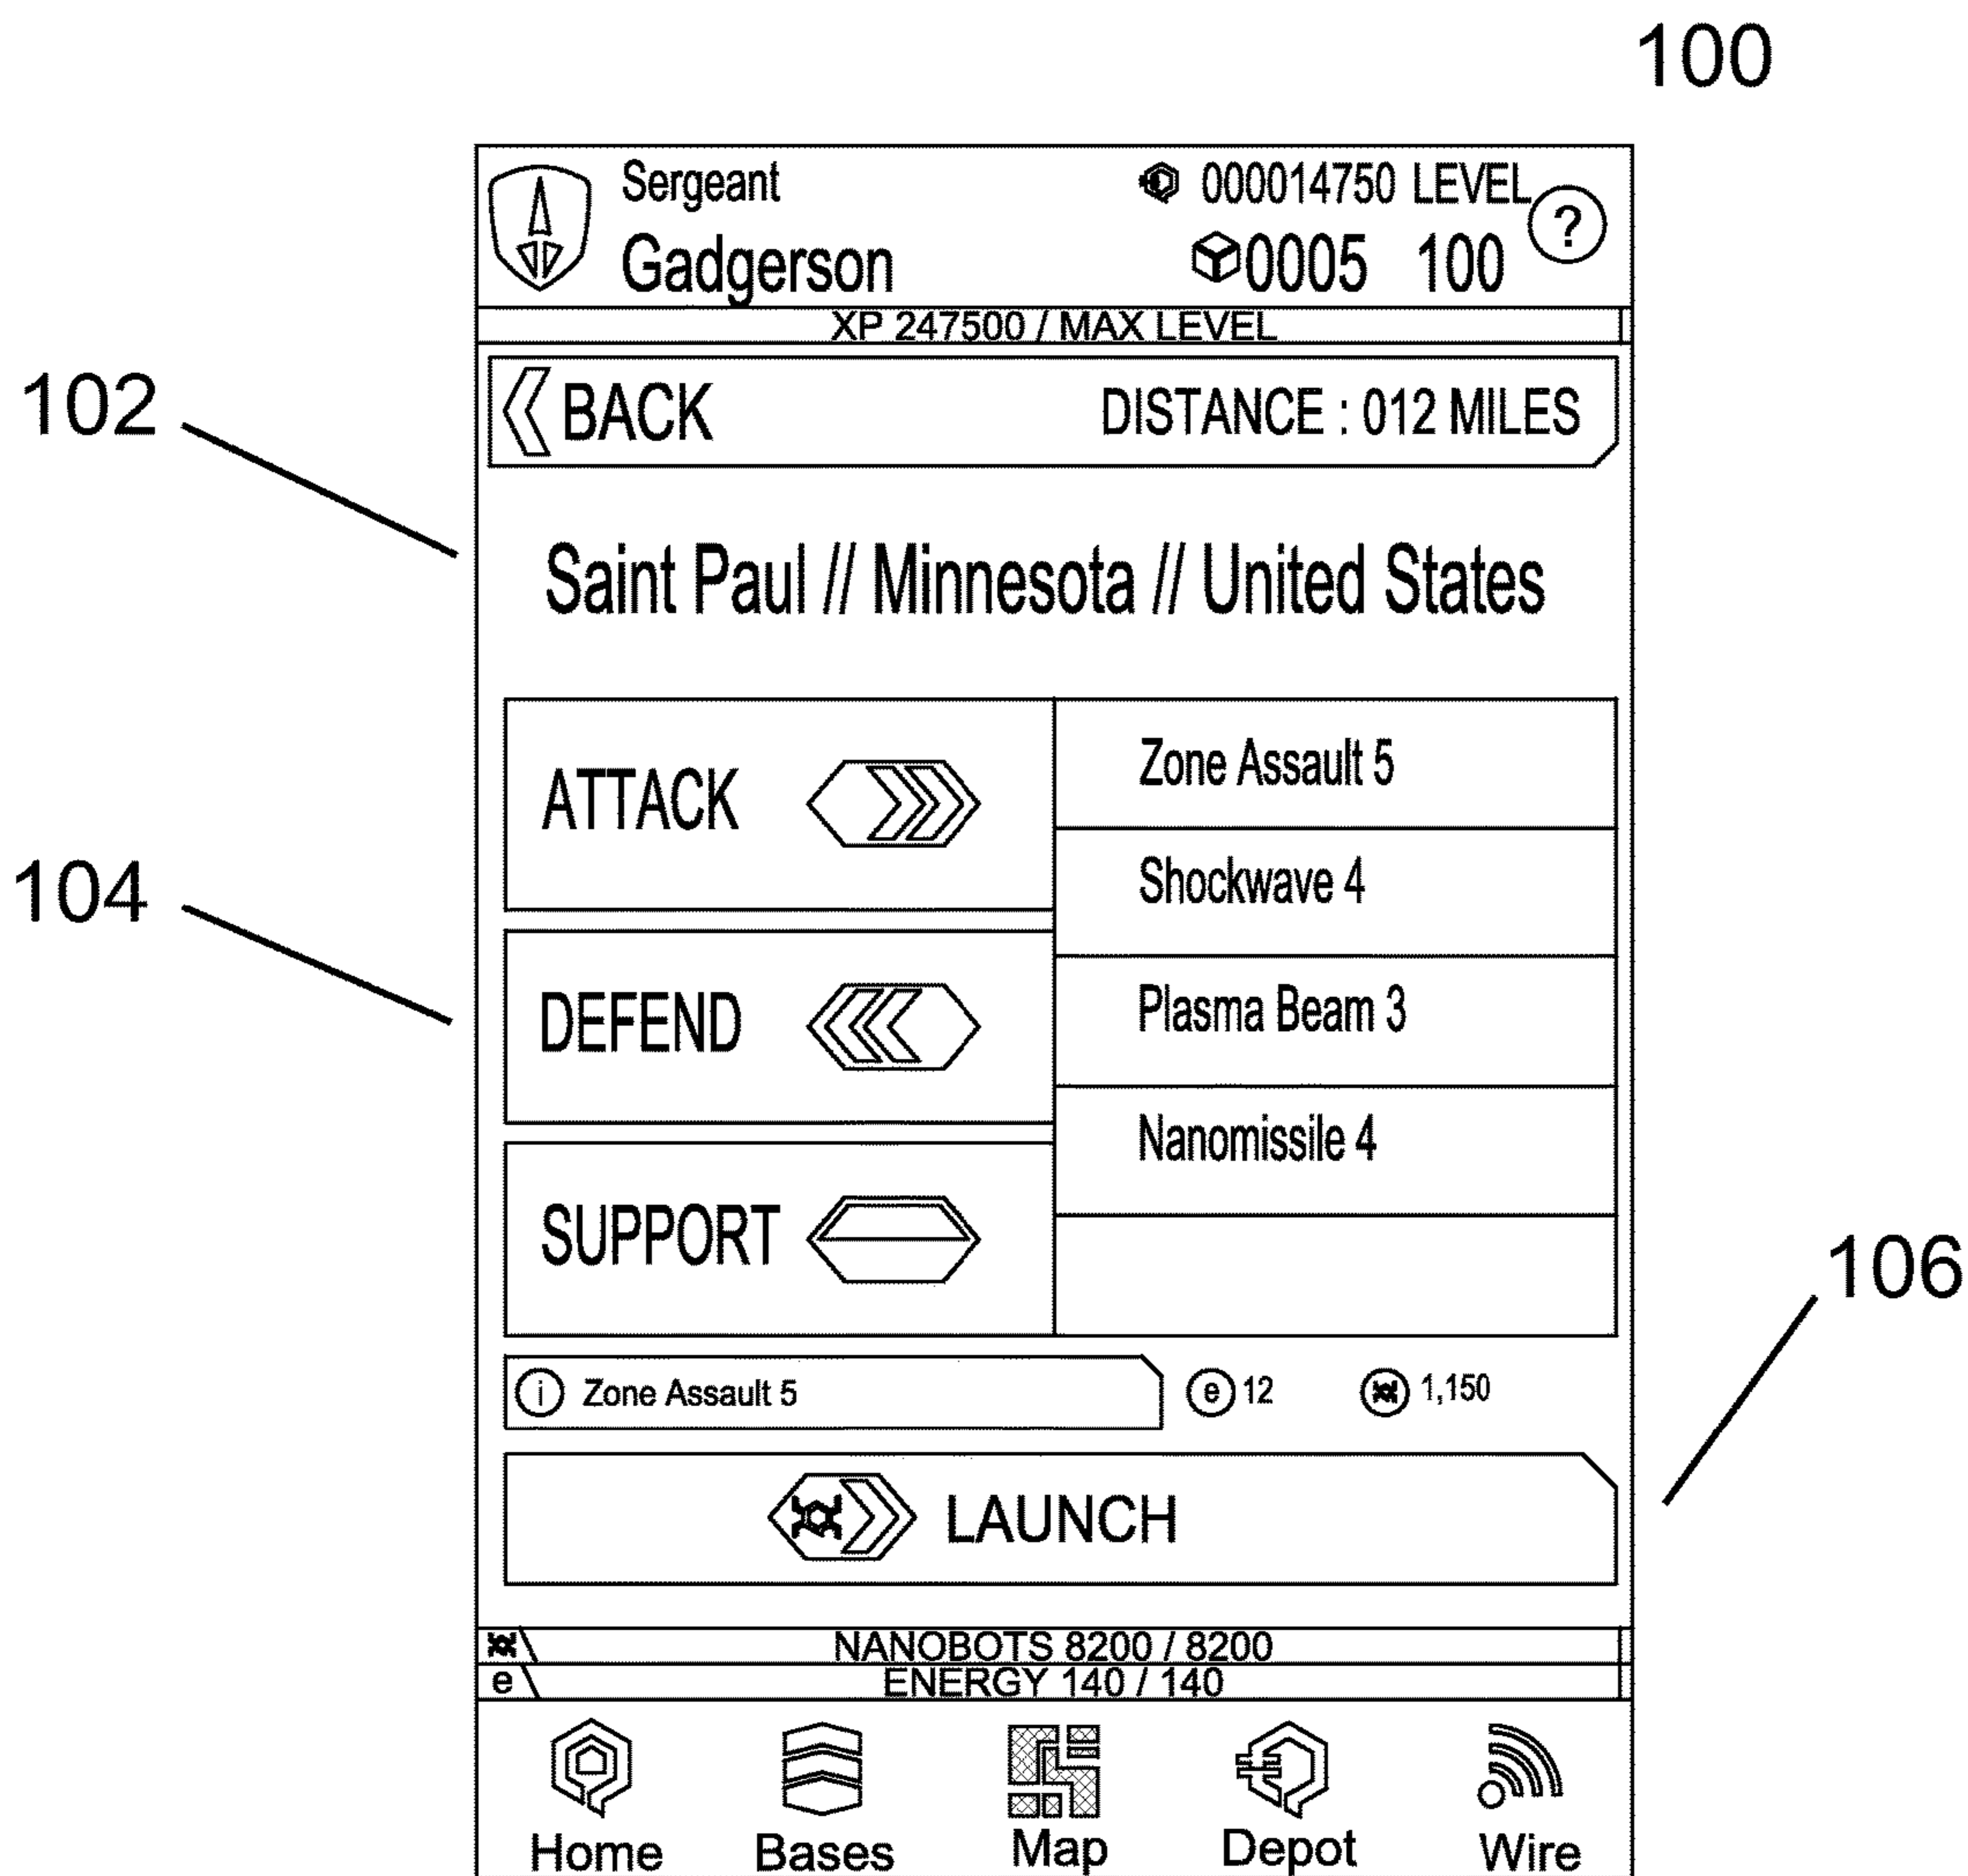 100
Sergeant 000014750 LEVEL
Gadgerson 0005 100 ?
XP 247500 / MAX LEVEL
102
BACK DISTANCE : 012 MILES
Saint Paul // Minnesota // United States
ATTACK
Zone Assault 5
Shockwave 4
104
DEFEND
Plasma Beam 3
Nanomissile 4
SUPPORT
106
i Zone Assault 5 e 12 1,150
LAUNCH
NANOBOTS 8200 / 8200
e ENERGY 140 / 140
Home Bases Map Depot Wire